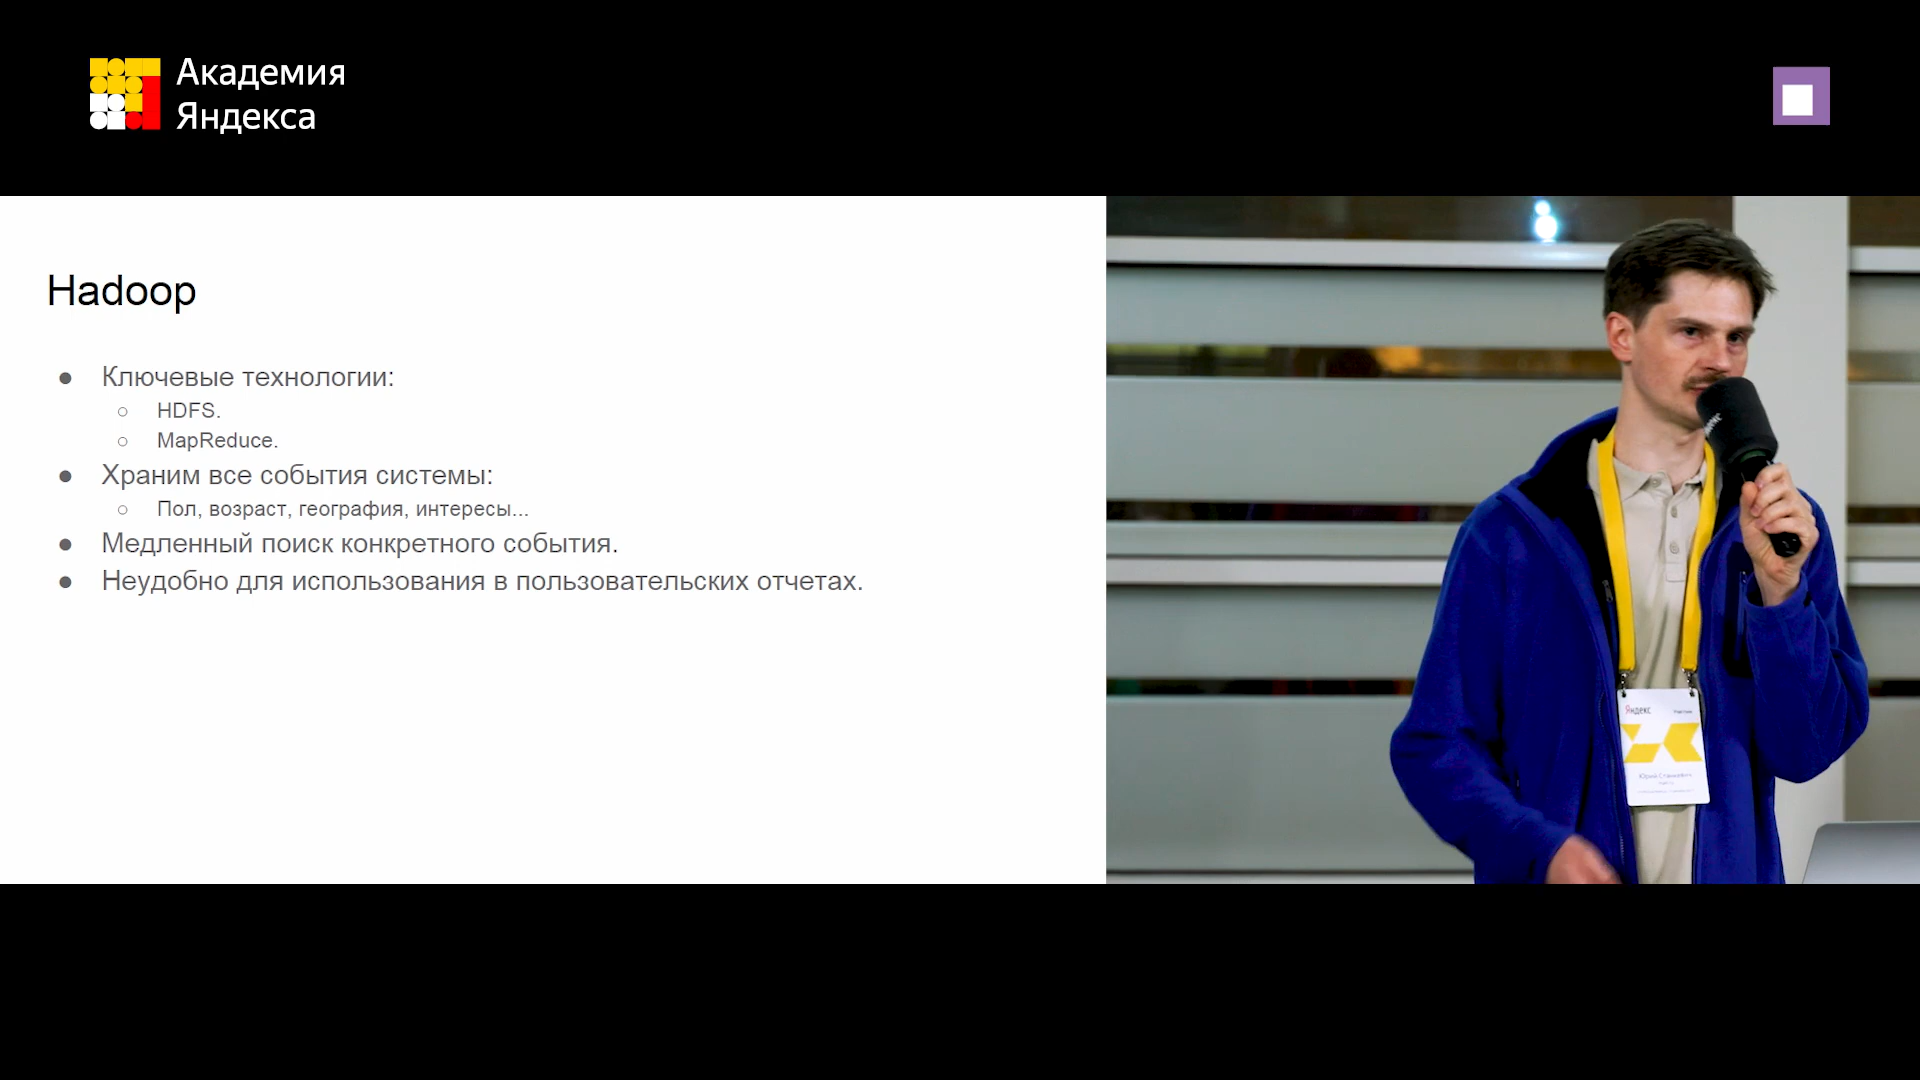 Академия
Яндекса
Hadoop
Ключевые технологии:
HDFS.
MapReduce.
Храним все события системы:
Пол, возраст, география, интересы...
Медленный поиск конкретного события.
Неудобно для использования в пользовательских отчетах.
Яндекс